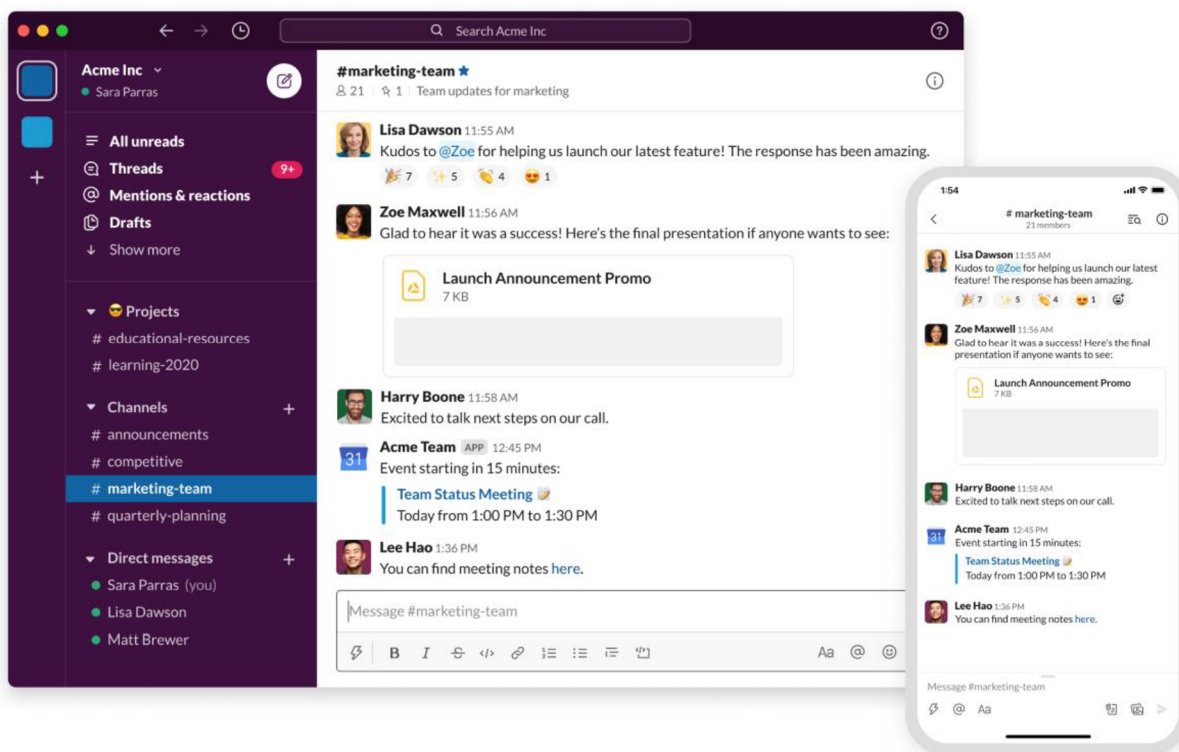 Search Acme Inc
Acme Inc
Sara Parras
All unreads
Threads 9+
Mentions & reactions
Drafts
Show more
Projects
# educational-resources
# learning-2020
Channels +
# announcements
# competitive
# marketing-team
# quarterly-planning
Direct messages +
Sara Parras (you)
Lisa Dawson
Matt Brewer
#marketing-team
21 | 1 | Team updates for marketing
Lisa Dawson 11:55 AM
Kudos to @Zoe for helping us launch our latest feature! The response has been amazing.
🎉 7 ✨ 5 👏 4 😍 1
Zoe Maxwell 11:56 AM
Glad to hear it was a success! Here's the final presentation if anyone wants to see:
Launch Announcement Promo
7 KB
Harry Boone 11:58 AM
Excited to talk next steps on our call.
31
Acme Team APP 12:45 PM
Event starting in 15 minutes:
Team Status Meeting 📝
Today from 1:00 PM to 1:30 PM
Lee Hao 1:36 PM
You can find meeting notes here.
Message #marketing-team
B I S </> Aa @
1:54
# marketing-team
21 members
Lisa Dawson 11:55 AM
Kudos to @Zoe for helping us launch our latest
feature! The response has been amazing.
🎉 7 ✨ 5 👏 4 😍 1
Zoe Maxwell 11:56 AM
Glad to hear it was a success! Here's the final
presentation if anyone wants to see:
Launch Announcement Promo
7 KB
Harry Boone 11:58 AM
Excited to talk next steps on our call.
31
Acme Team 12:45 PM
Event starting in 15 minutes:
Team Status Meeting 📝
Today from 1:00 PM to 1:30 PM
Lee Hao 1:36 PM
You can find meeting notes here.
Message #marketing-team
@ Aa